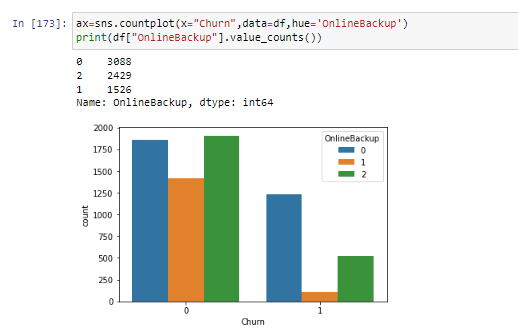 In [173]: ax=sns.countplot(x="Churn",data=df,hue='OnlineBackup')
print(df["OnlineBackup"].value_counts())
0    3088
2    2429
1    1526
Name: OnlineBackup, dtype: int64
2000
1750
1500
1250
1000
750
500
250
0
count
OnlineBackup
0
1
2
0 1
Churn